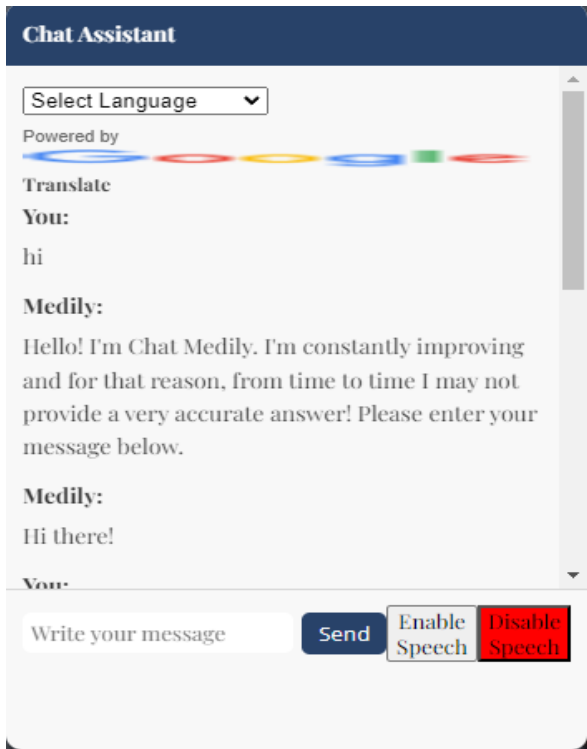 Chat Assistant
Select Language
Powered by
Google
Translate
You:
hi
Medily:
Hello! I'm Chat Medily. I'm constantly improving
and for that reason, from time to time I may not
provide a very accurate answer! Please enter your
message below.
Medily:
Hi there!
You:
Write your message
Send
Enable
Speech
Disable
Speech